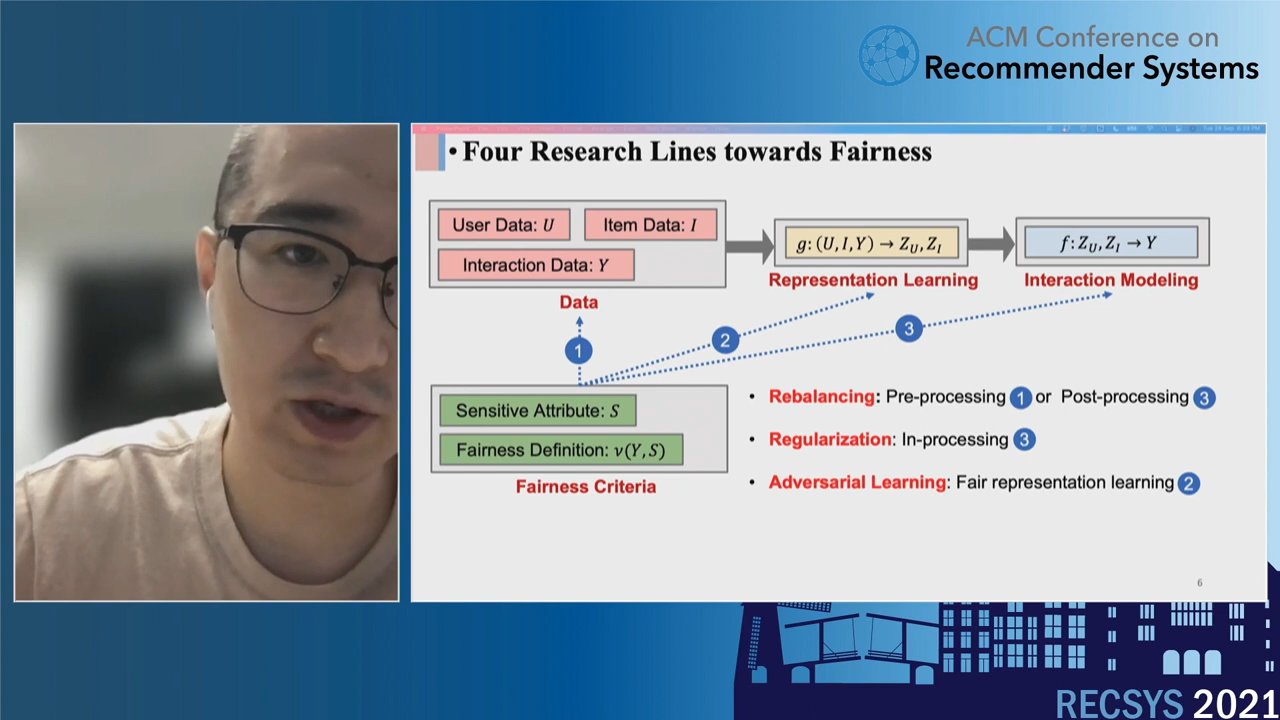 ACM Conference on
Recommender Systems
• Four Research Lines towards Fairness
User Data: U
Item Data: I
Interaction Data: Y
Data
g: (U, I, Y) → Z_U, Z_I
Representation Learning
f: Z_U, Z_I → Y
Interaction Modeling
1
2
3
Sensitive Attribute: S
Fairness Definition: v(Y, S)
Fairness Criteria
• Rebalancing: Pre-processing 1 or Post-processing 3
• Regularization: In-processing 3
• Adversarial Learning: Fair representation learning 2
6
RECSYS 2021